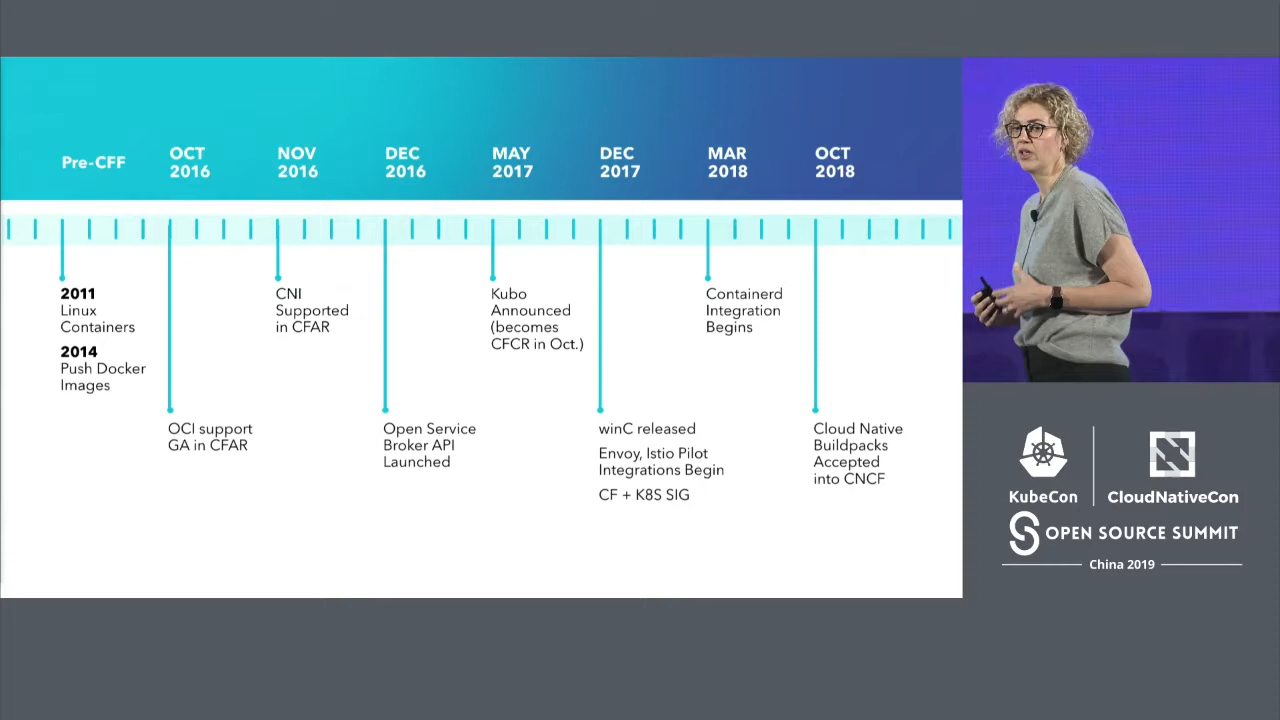 Pre-CFF
OCT
2016
NOV
2016
DEC
2016
MAY
2017
DEC
2017
MAR
2018
OCT
2018
2011
Linux
Containers
2014
Push Docker
Images
OCI support
GA in CFAR
CNI
Supported
in CFAR
Open Service
Broker API
Launched
Kubo
Announced
(becomes
CFCR in Oct.)
winC released
Envoy, Istio Pilot
Integrations Begin
CF + K8S SIG
Containerd
Integration
Begins
Cloud Native
Buildpacks
Accepted
into CNCF
KubeCon
CloudNativeCon
OPEN SOURCE SUMMIT
China 2019